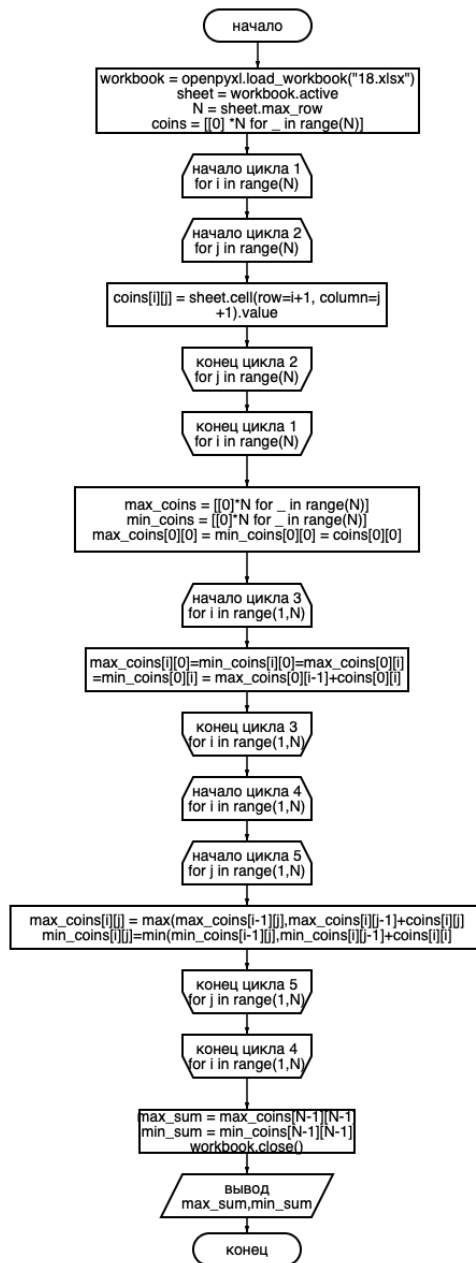 начало
workbook = openpyxl.load_workbook("18.xlsx")
sheet = workbook.active
N = sheet.max_row
coins = [[0] *N for _ in range(N)]
начало цикла 1
for i in range(N)
начало цикла 2
for j in range(N)
coins[i][j] = sheet.cell(row=i+1, column=j
+1).value
конец цикла 2
for j in range(N)
конец цикла 1
for i in range(N)
max_coins = [[0]*N for _ in range(N)]
min_coins = [[0]*N for _ in range(N)]
max_coins[0][0] = min_coins[0][0] = coins[0][0]
начало цикла 3
for i in range(1,N)
max_coins[i][0]=min_coins[i][0]=max_coins[0][i]
=min_coins[0][i] = max_coins[0][i-1]+coins[0][i]
конец цикла 3
for i in range(1,N)
начало цикла 4
for i in range(1,N)
начало цикла 5
for j in range(1,N)
max_coins[i][j] = max(max_coins[i-1][j],max_coins[i][j-1]+coins[i][j]
min_coins[i][j]=min(min_coins[i-1][j],min_coins[i][j-1]+coins[i][i]
конец цикла 5
for j in range(1,N)
конец цикла 4
for i in range(1,N)
max_sum = max_coins[N-1][N-1]
min_sum = min_coins[N-1][N-1]
workbook.close()
вывод
max_sum,min_sum
конец